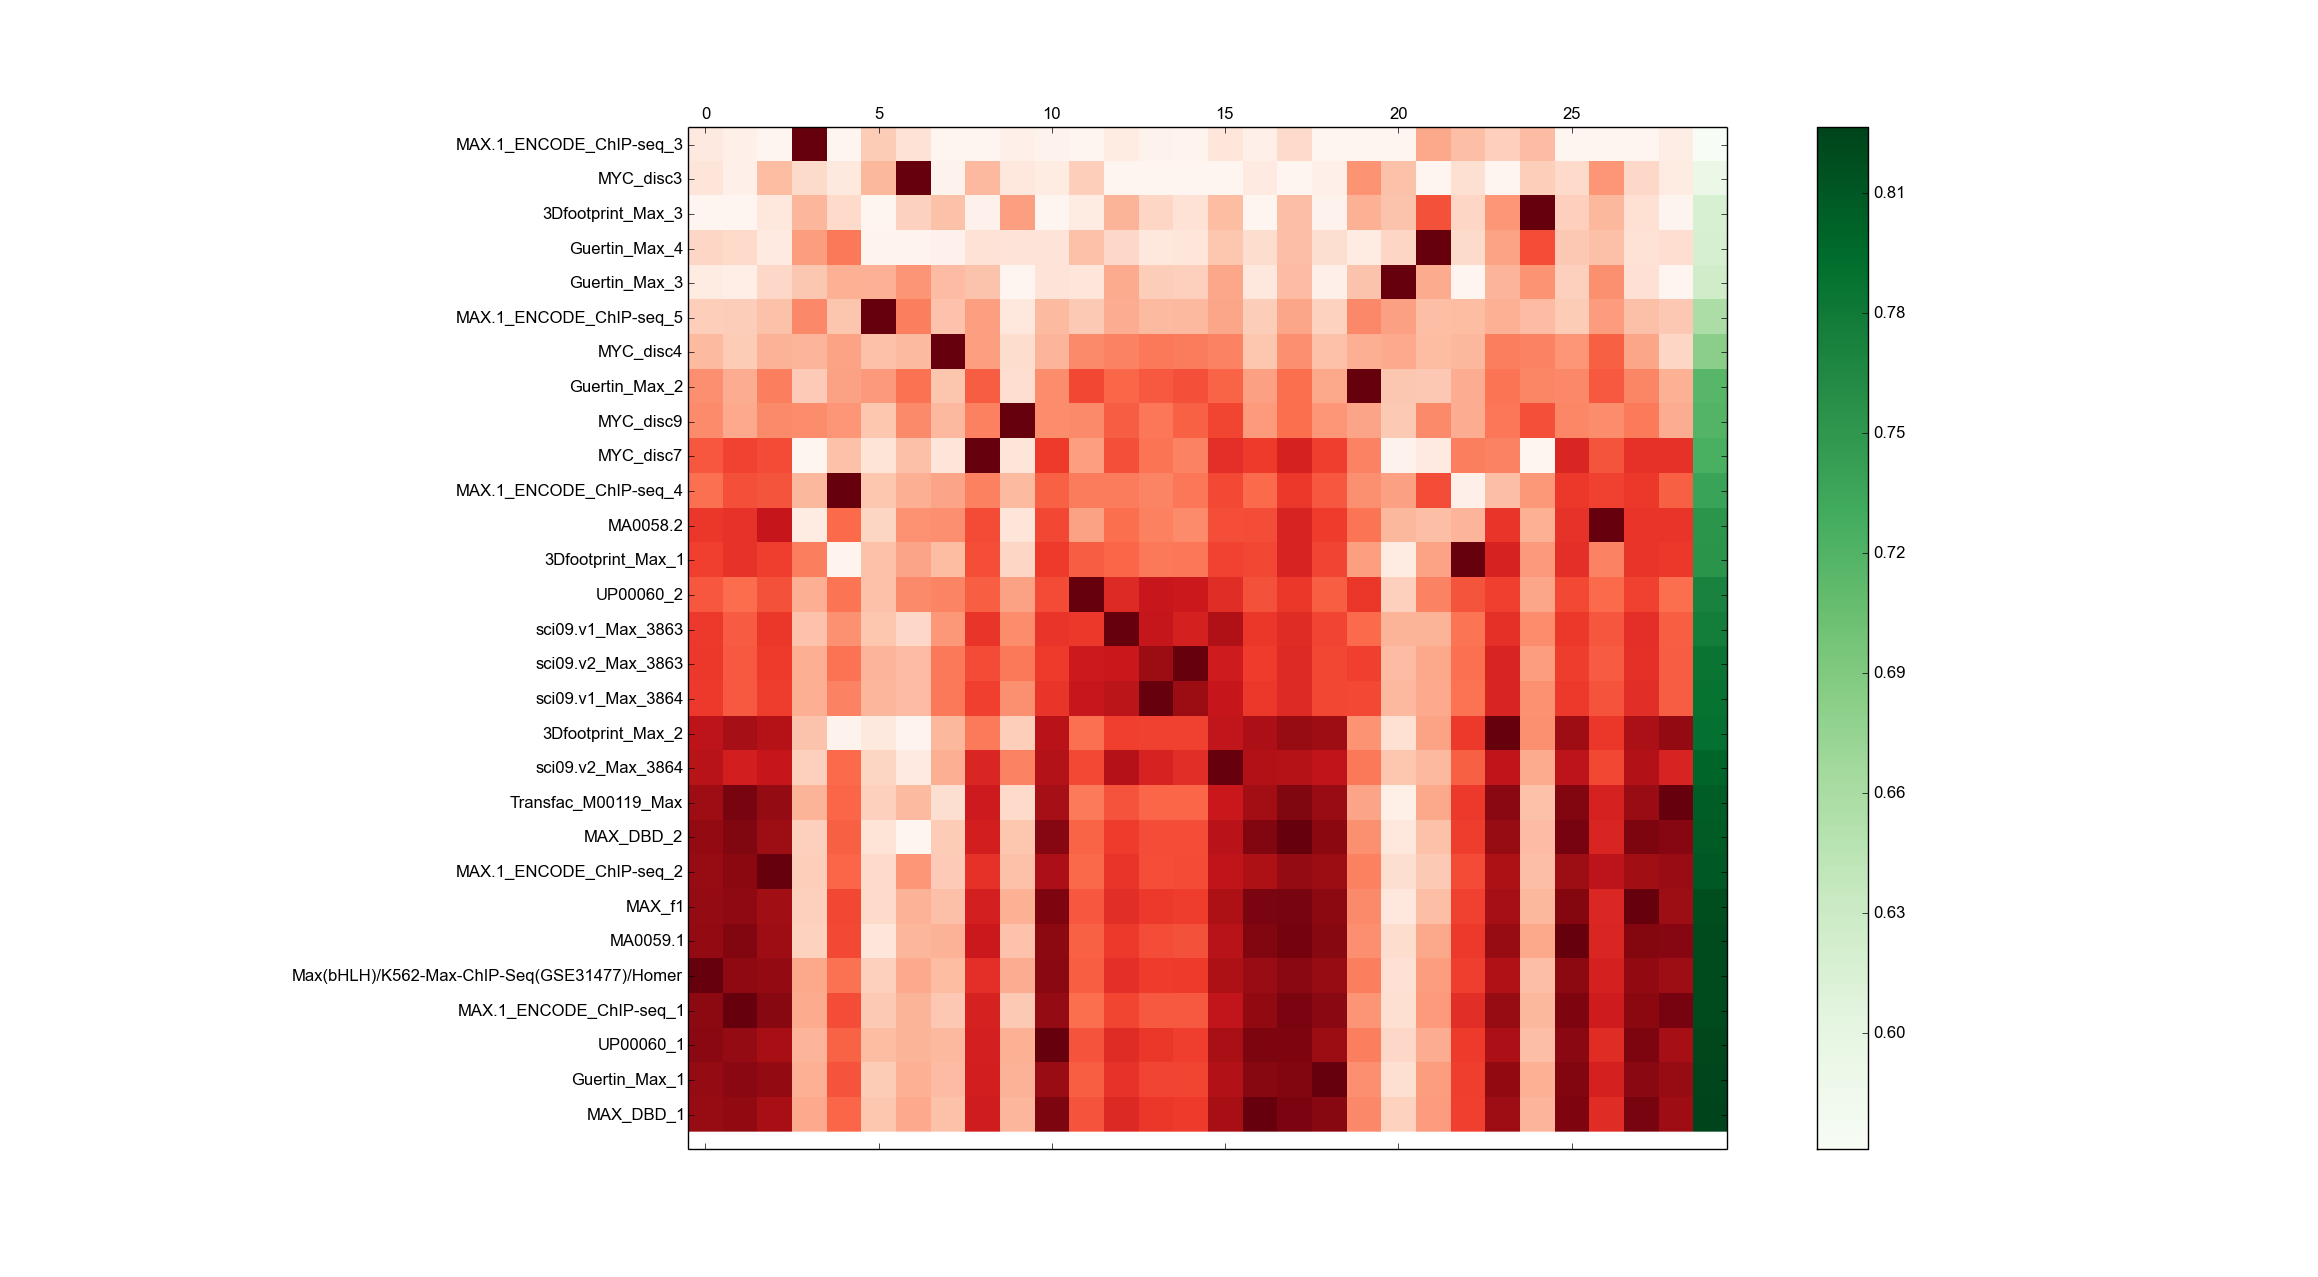 0 5 10 15 20 25
MAX.1_ENCODE_ChIP-seq_3
MYC_disc3
3Dfootprint_Max_3
Guertin_Max_4
Guertin_Max_3
MAX.1_ENCODE_ChIP-seq_5
MYC_disc4
Guertin_Max_2
MYC_disc9
MYC_disc7
MAX.1_ENCODE_ChIP-seq_4
MA0058.2
3Dfootprint_Max_1
UP00060_2
sci09.v1_Max_3863
sci09.v2_Max_3863
sci09.v1_Max_3864
3Dfootprint_Max_2
sci09.v2_Max_3864
Transfac_M00119_Max
MAX_DBD_2
MAX.1_ENCODE_ChIP-seq_2
MAX_f1
MA0059.1
Max(bHLH)/K562-Max-ChIP-Seq(GSE31477)/Homer
MAX.1_ENCODE_ChIP-seq_1
UP00060_1
Guertin_Max_1
MAX_DBD_1
0.81
0.78
0.75
0.72
0.69
0.66
0.63
0.60